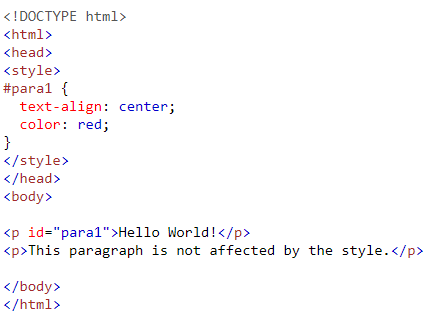 <!DOCTYPE html>
<html>
<head>
<style>
#para1 {
  text-align: center;
  color: red;
}
</style>
</head>
<body>

<p id="para1">Hello World!</p>
<p>This paragraph is not affected by the style.</p>

</body>
</html>